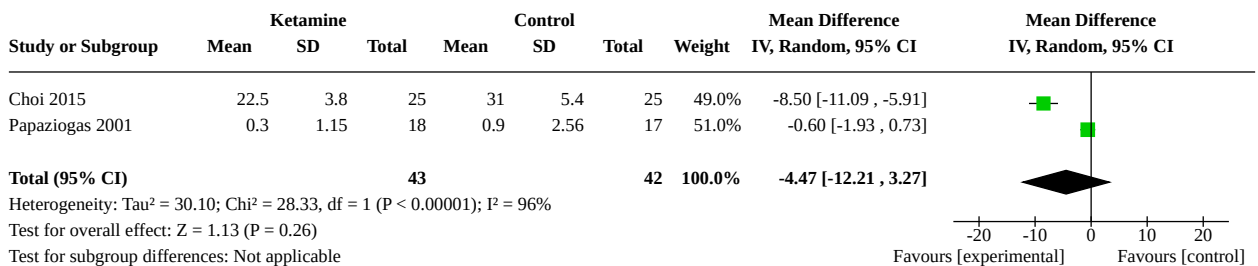 Ketamine Control Mean Difference Mean Difference
Study or Subgroup Mean SD Total Mean SD Total Weight IV, Random, 95% CI IV, Random, 95% CI
Choi 2015 22.5 3.8 25 31 5.4 25 49.0% -8.50 [-11.09 , -5.91]
Papaziogas 2001 0.3 1.15 18 0.9 2.56 17 51.0% -0.60 [-1.93 , 0.73]
Total (95% CI) 43 42 100.0% -4.47 [-12.21 , 3.27]
Heterogeneity: Tau² = 30.10; Chi² = 28.33, df = 1 (P < 0.00001); I² = 96%
Test for overall effect: Z = 1.13 (P = 0.26)
-20 -10 0 10 20
Test for subgroup differences: Not applicable
Favours [experimental] Favours [control]